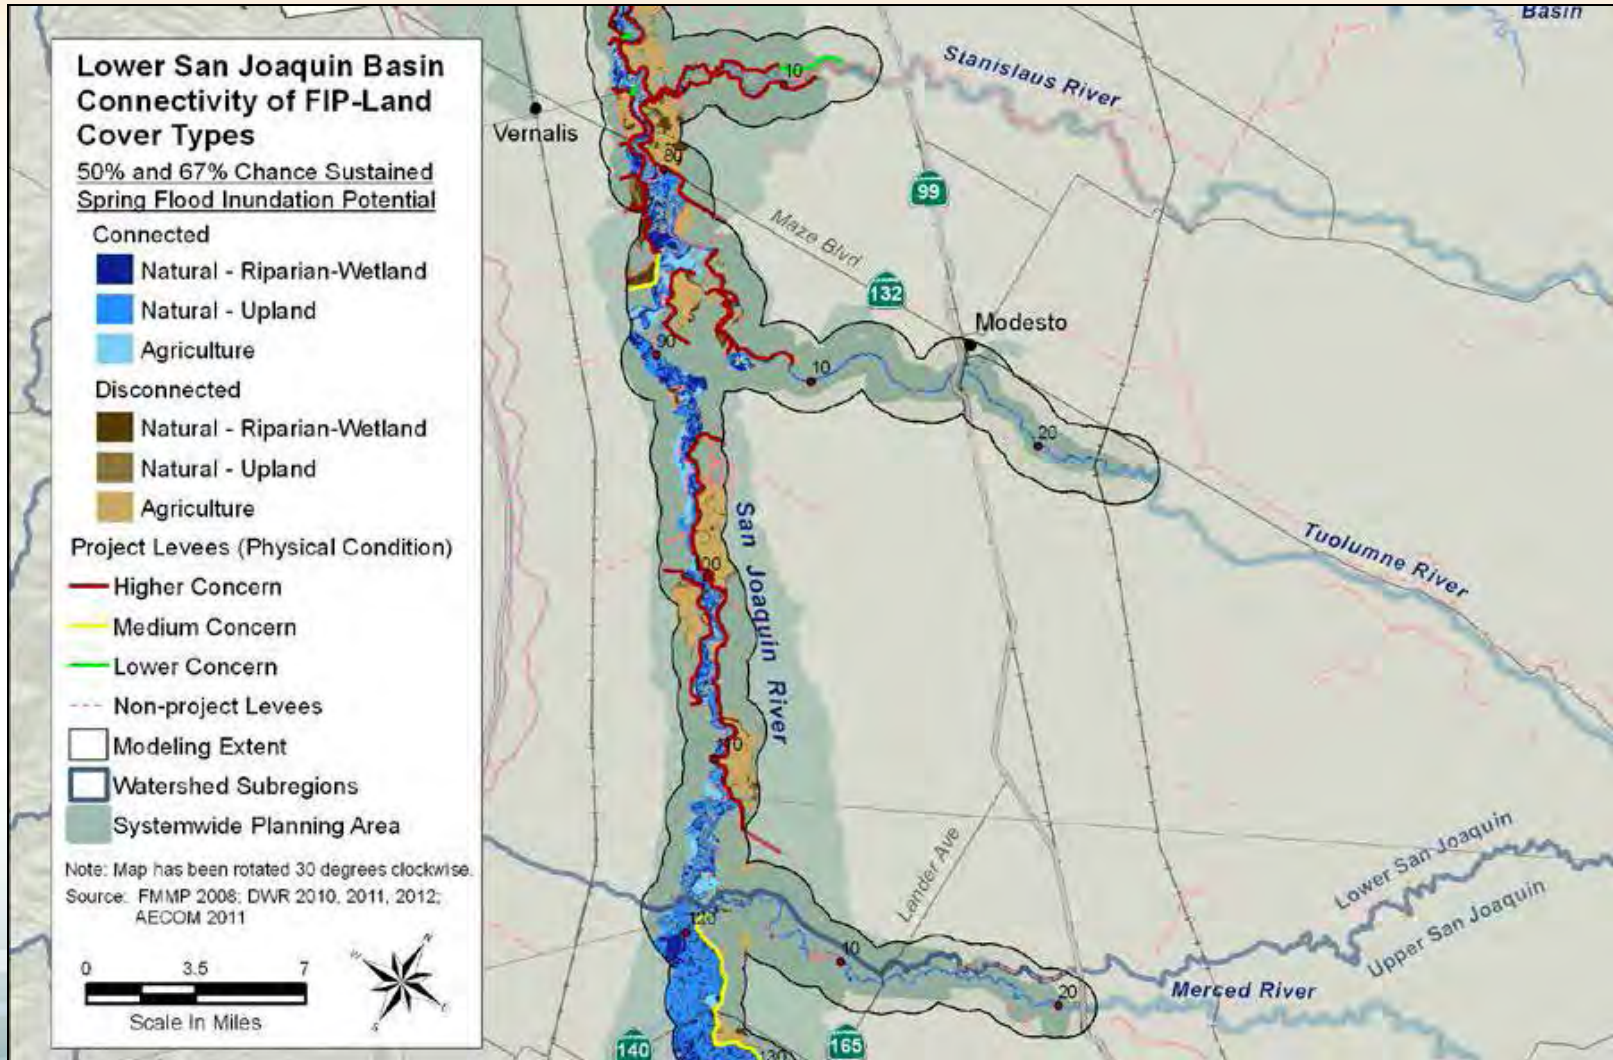 Lower San Joaquin Basin
Connectivity of FIP-Land
Cover Types
50% and 67% Chance Sustained
Spring Flood Inundation Potential
Connected
Natural - Riparian-Wetland
Natural - Upland
Agriculture
Disconnected
Natural - Riparian-Wetland
Natural - Upland
Agriculture
Project Levees (Physical Condition)
Higher Concern
Medium Concern
Lower Concern
Non-project Levees
Modeling Extent
Watershed Subregions
Systemwide Planning Area
Note: Map has been rotated 30 degrees clockwise.
Source: FMMP 2008; DWR 2010, 2011, 2012;
AECOM 2011
0 3.5 7
Scale In Miles
N
W
E
S
Basin
Stanislaus River
10
Vernalis
80
99
Maze Blvd
132
Modesto
90
10
20
Tuolumne River
San Joaquin River
Lander Ave
Lower San Joaquin
Upper San Joaquin
120
10
20
Merced River
140
165
130